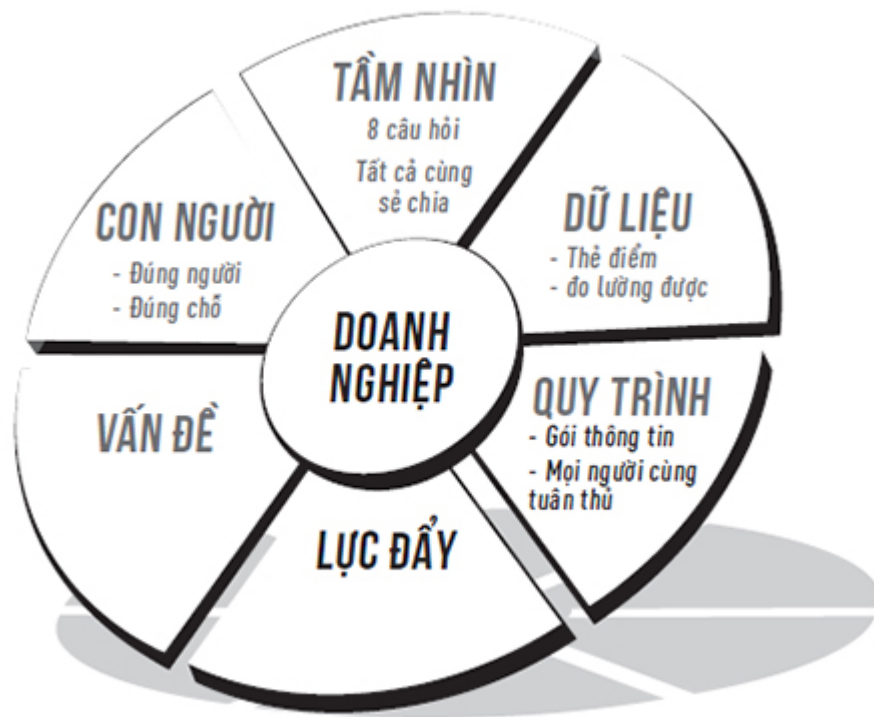 TẦM NHÌN
8 câu hỏi
Tất cả cùng
sẻ chia
CON NGƯỜI
- Đúng người
- Đúng chỗ
DỮ LIỆU
- Thẻ điểm
- đo lường được
DOANH
NGHIỆP
VẤN ĐỀ
QUY TRÌNH
- Gói thông tin
- Mọi người cùng
tuân thủ
LỰC ĐẨY